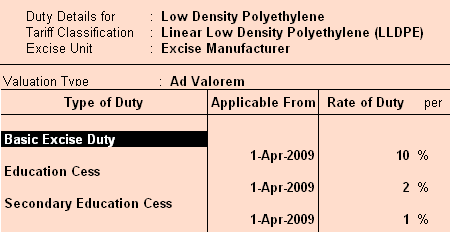 Duty Details for : Low Density Polyethylene
Tariff Classification : Linear Low Density Polyethylene (LLDPE)
Excise Unit : Excise Manufacturer
Valuation Type : Ad Valorem
Type of Duty Applicable From Rate of Duty per
Basic Excise Duty
1-Apr-2009 10 %
Education Cess
1-Apr-2009 2 %
Secondary Education Cess
1-Apr-2009 1 %